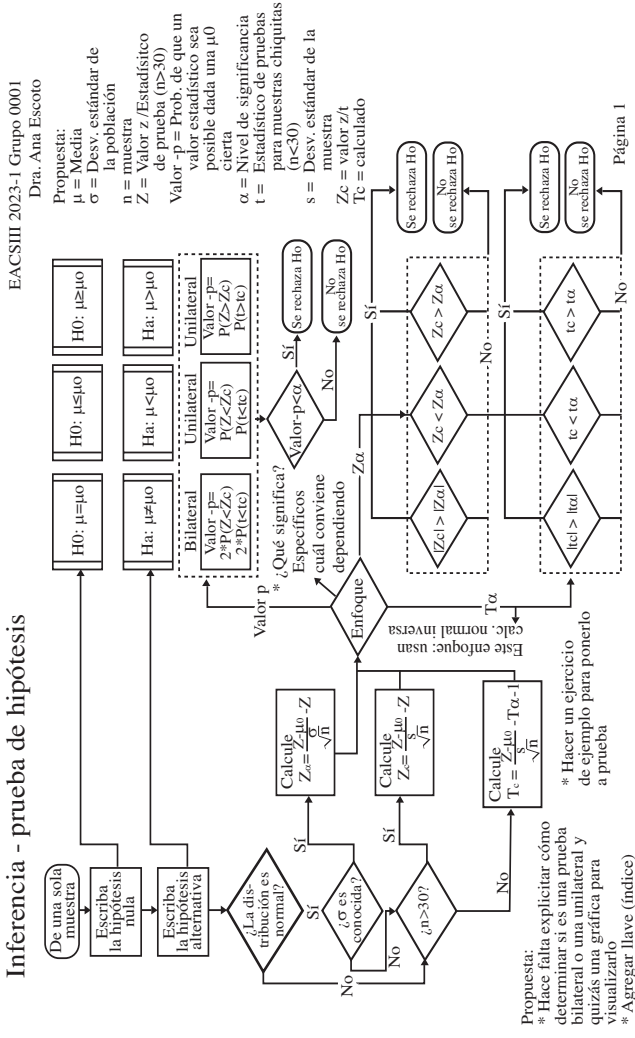 Inferencia - prueba de hipótesis
EACSIII 2023-1 Grupo 0001
Dra. Ana Escoto
De una sola
muestra
Escriba
la hipótesis
nula
H0: μ=μo
H0: μ≤μo
H0: μ≥μo
Escriba
la hipótesis
alternativa
Ha: μ≠μo
Ha: μ<μo
Ha: μ>μo
Propuesta:
μ = Media
σ = Desv. estándar de
la población
n = muestra
Z = Valor z /Estadísitco
de prueba (n>30)
Valor -p = Prob. de que un
valor estadístico sea
posible dada una μ0
cierta
α = Nivel de significancia
t = Estadístico de pruebas
para muestras chiquitas
(n<30)
s = Desv. estándar de la
muestra
Zc = valor z/t
Tc = calculado
¿La dis-
tribución es
normal?
Sí
No
¿σ es
conocida?
Sí
No
¿n>30?
Sí
No
Calcule
Zα= Z-μ0 -Z
σ
√n
Calcule
Zc= Z-μ0 -Z
s
√n
Calcule
Tc = Z-μ0 -Tα-1
s
√n
Enfoque
Valor p
Zα
Tα
* ¿Qué significa?
Específicos
cuál conviene
dependiendo
Este enfoque: usan
calc. normal inversa
Bilateral
Valor -p=
2*P(Z<Zc)
2*P(t<tc)
Unilateral
Valor -p=
P(Z<Zc)
P(t<tc)
Unilateral
Valor -p=
P(Z>Zc)
P(t>tc)
Valor-p<α
Sí
No
Se rechaza Ho
No
se rechaza Ho
|Zc| > |Zα|
Zc < Zα
Zc > Zα
Sí
No
Se rechaza Ho
No
se rechaza Ho
|tc| > |tα|
tc < tα
tc > tα
Sí
No
Se rechaza Ho
No
se rechaza Ho
Propuesta:
* Hace falta explicitar cómo
determinar si es una prueba
bilateral o una unilateral y
quizás una gráfica para
visualizarlo
* Agregar llave (índice)
* Hacer un ejercicio
de ejemplo para ponerlo
a prueba
Página 1